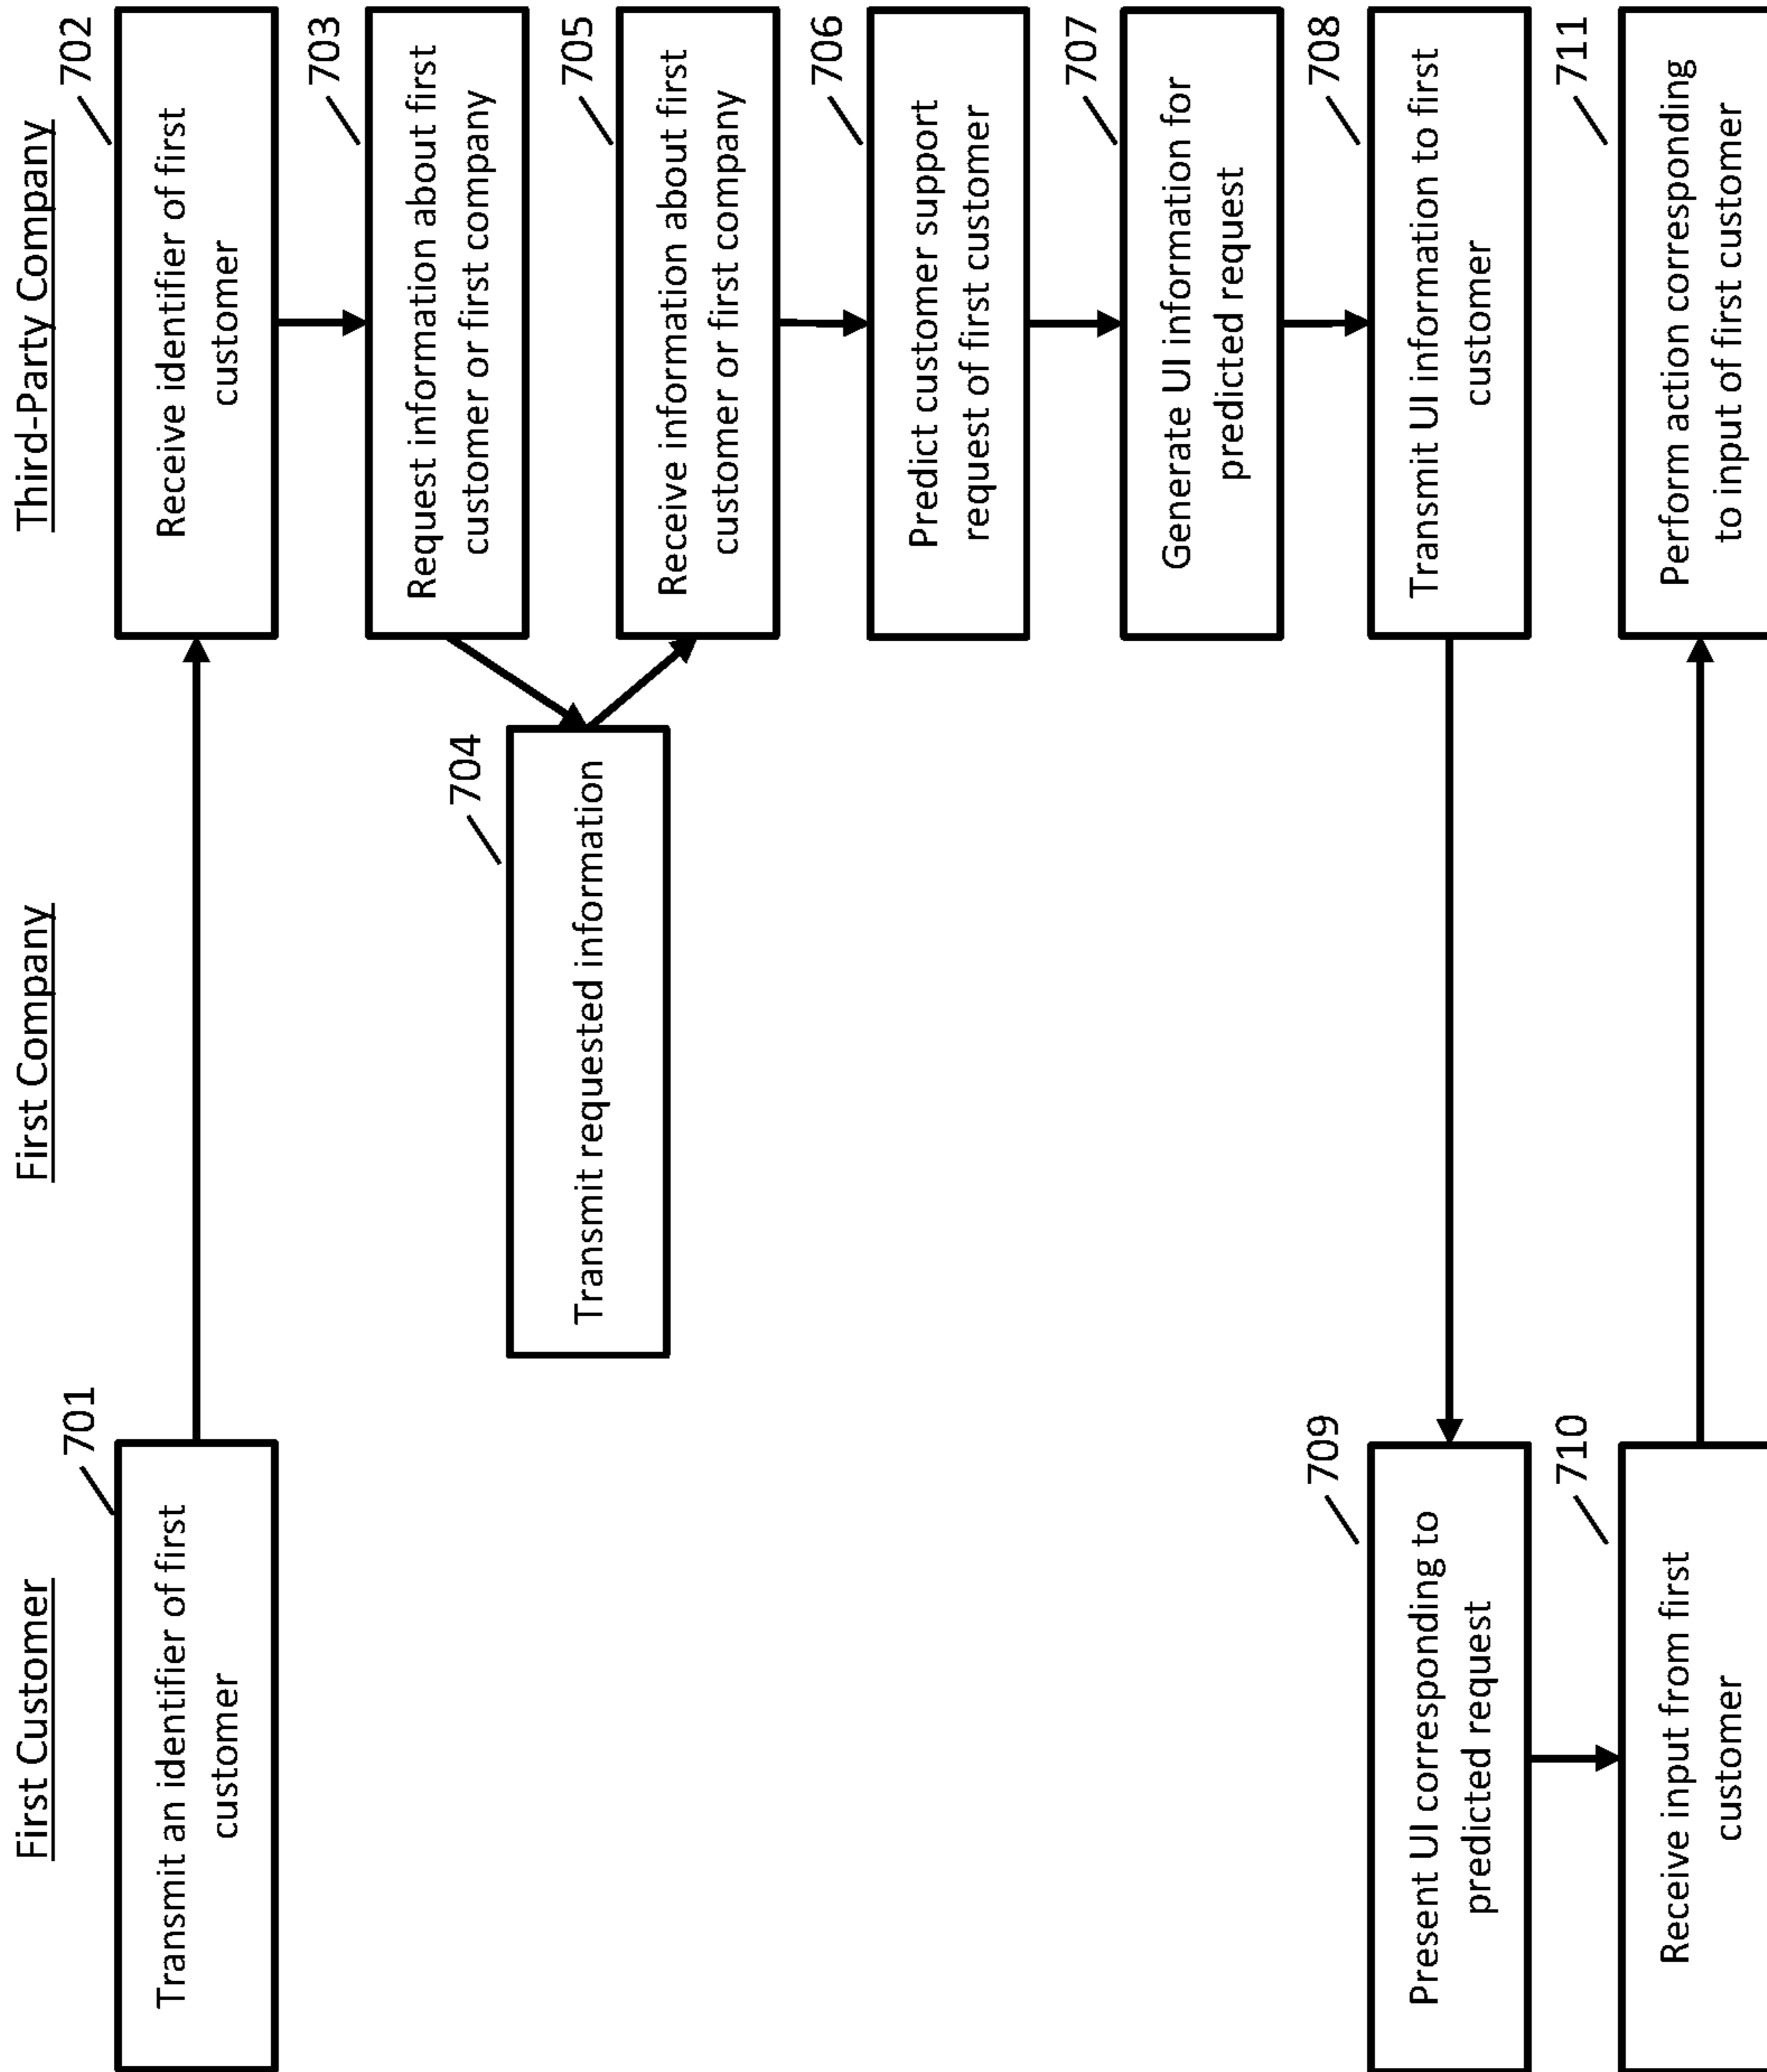 First Customer
First Company
Third-Party Company
701
Transmit an identifier of first
customer
702
Receive identifier of first
customer
703
Request information about first
customer or first company
704
Transmit requested information
705
Receive information about first
customer or first company
706
Predict customer support
request of first customer
707
Generate UI information for
predicted request
708
Transmit UI information to first
customer
709
Present UI corresponding to
predicted request
710
Receive input from first
customer
711
Perform action corresponding
to input of first customer